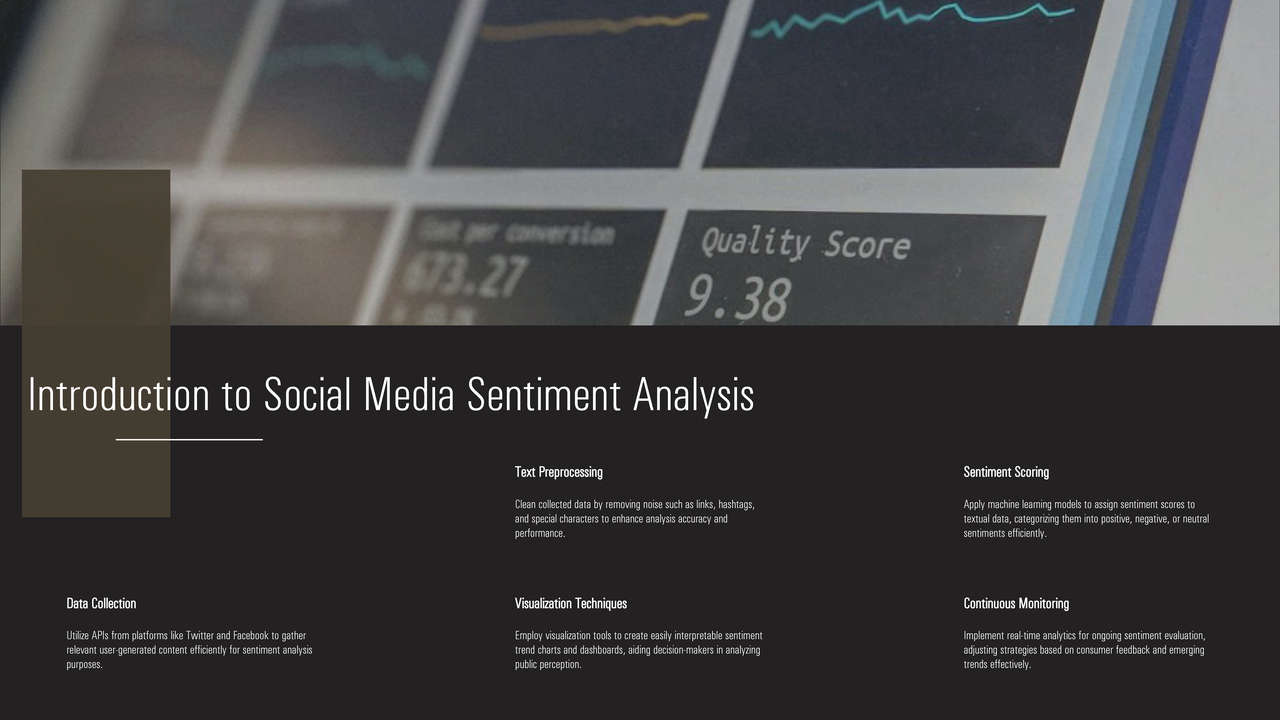 Cost per conversion
673.27
Quality Score
9.38
Introduction to Social Media Sentiment Analysis
Text Preprocessing
Clean collected data by removing noise such as links, hashtags,
and special characters to enhance analysis accuracy and
performance.
Sentiment Scoring
Apply machine learning models to assign sentiment scores to
textual data, categorizing them into positive, negative, or neutral
sentiments efficiently.
Data Collection
Utilize APIs from platforms like Twitter and Facebook to gather
relevant user-generated content efficiently for sentiment analysis
purposes.
Visualization Techniques
Employ visualization tools to create easily interpretable sentiment
trend charts and dashboards, aiding decision-makers in analyzing
public perception.
Continuous Monitoring
Implement real-time analytics for ongoing sentiment evaluation,
adjusting strategies based on consumer feedback and emerging
trends effectively.